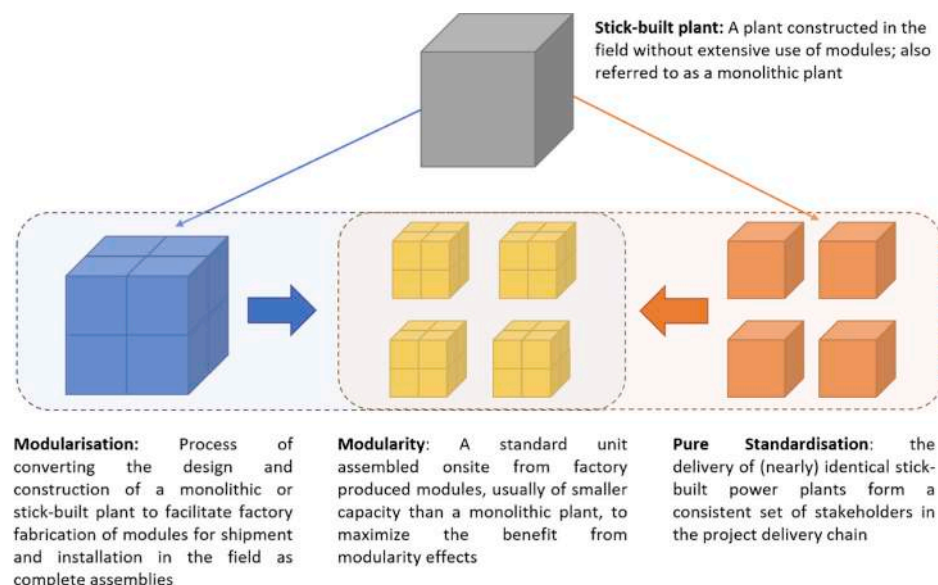 Stick-built plant: A plant constructed in the
field without extensive use of modules; also
referred to as a monolithic plant
Modularisation: Process of
converting the design and
construction of a monolithic or
stick-built plant to facilitate factory
fabrication of modules for shipment
and installation in the field as
complete assemblies
Modularity: A standard unit
assembled onsite from factory
produced modules, usually of smaller
capacity than a monolithic plant, to
maximize the benefit from
modularity effects
Pure Standardisation: the
delivery of (nearly) identical stick-
built power plants form a
consistent set of stakeholders in
the project delivery chain